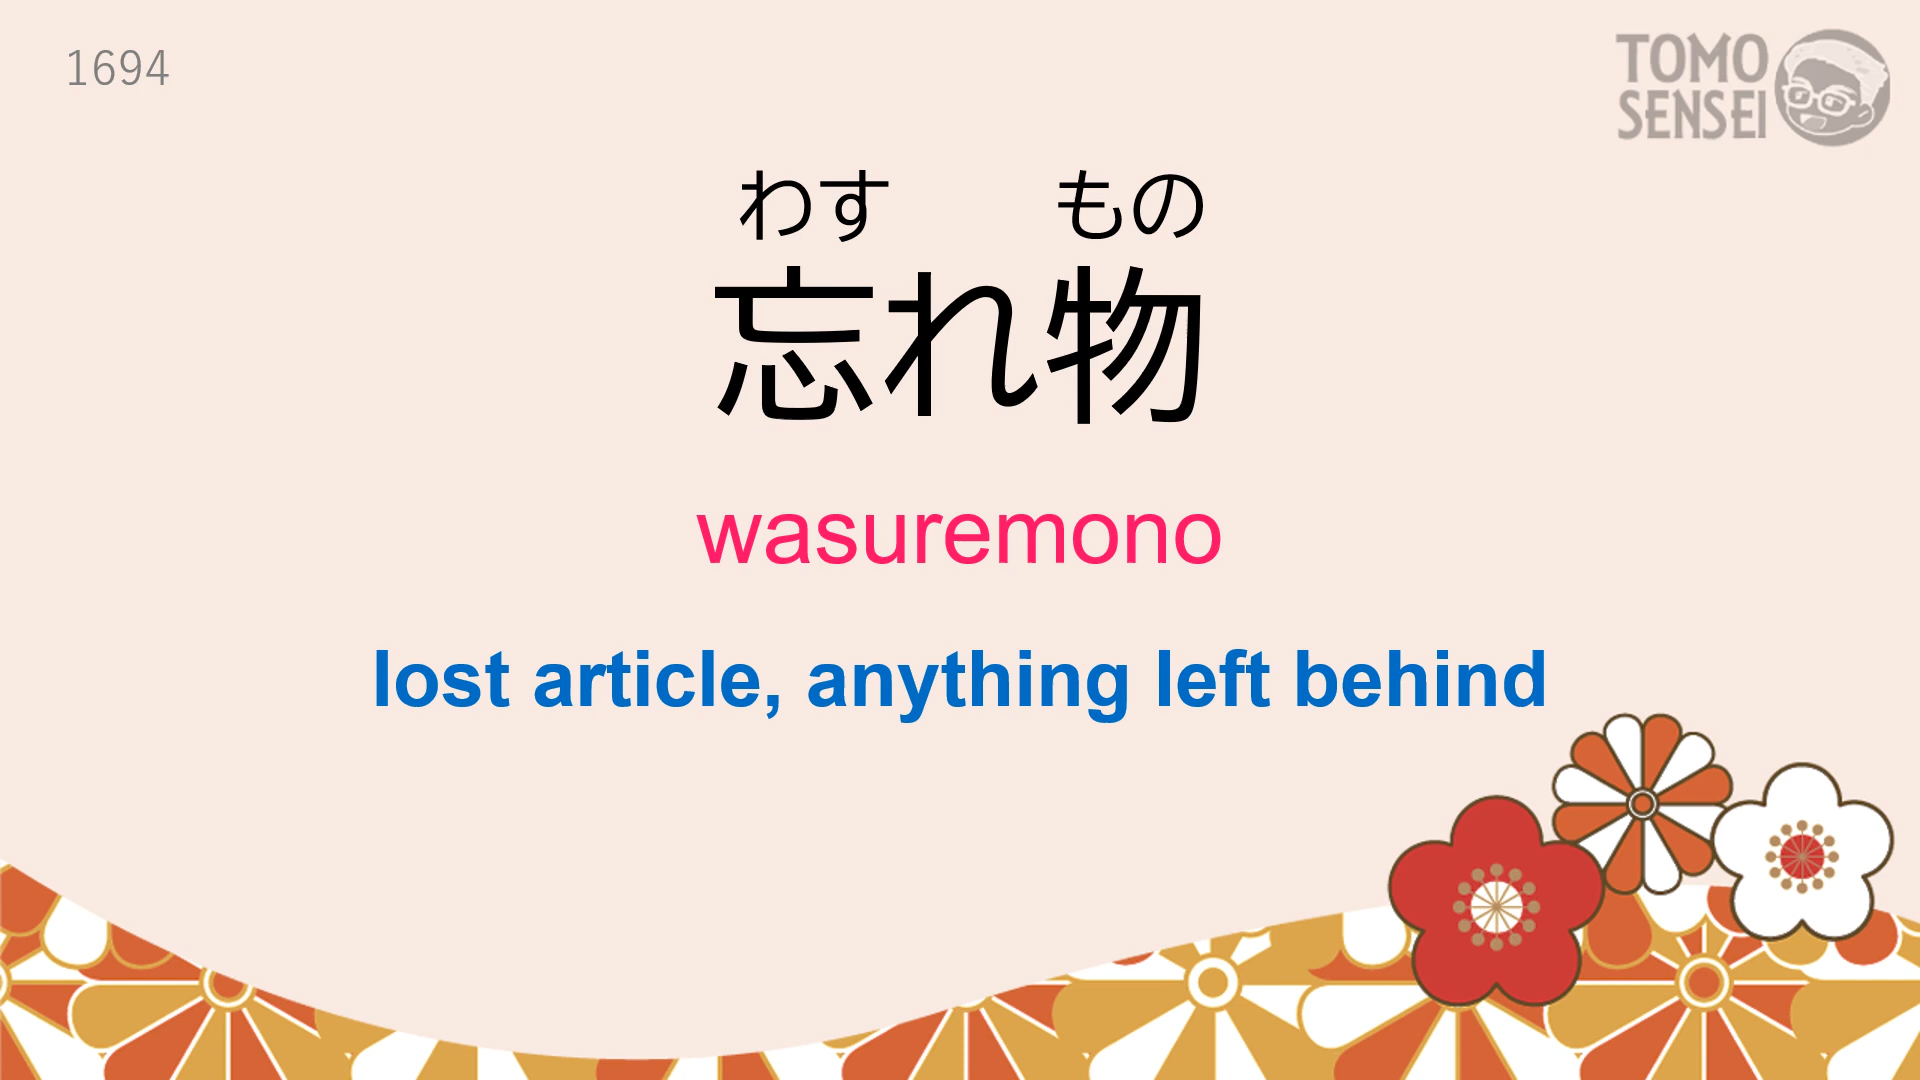 1694
TOMO
SENSEI
わす もの
忘れ物
wasuremono
lost article, anything left behind